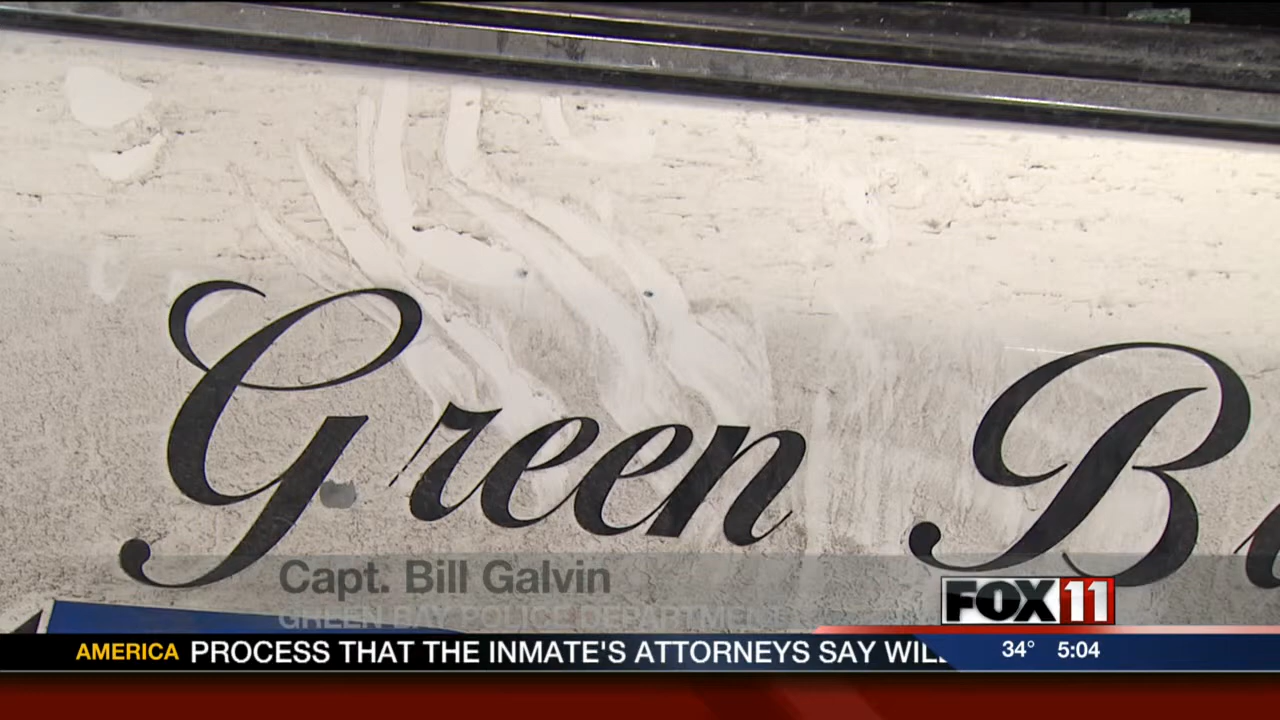 Green B
Capt. Bill Galvin
GREEN BAY POLICE DEPARTMENT
FOX 11
AMERICA PROCESS THAT THE INMATE'S ATTORNEYS SAY WIL
34° 5:04